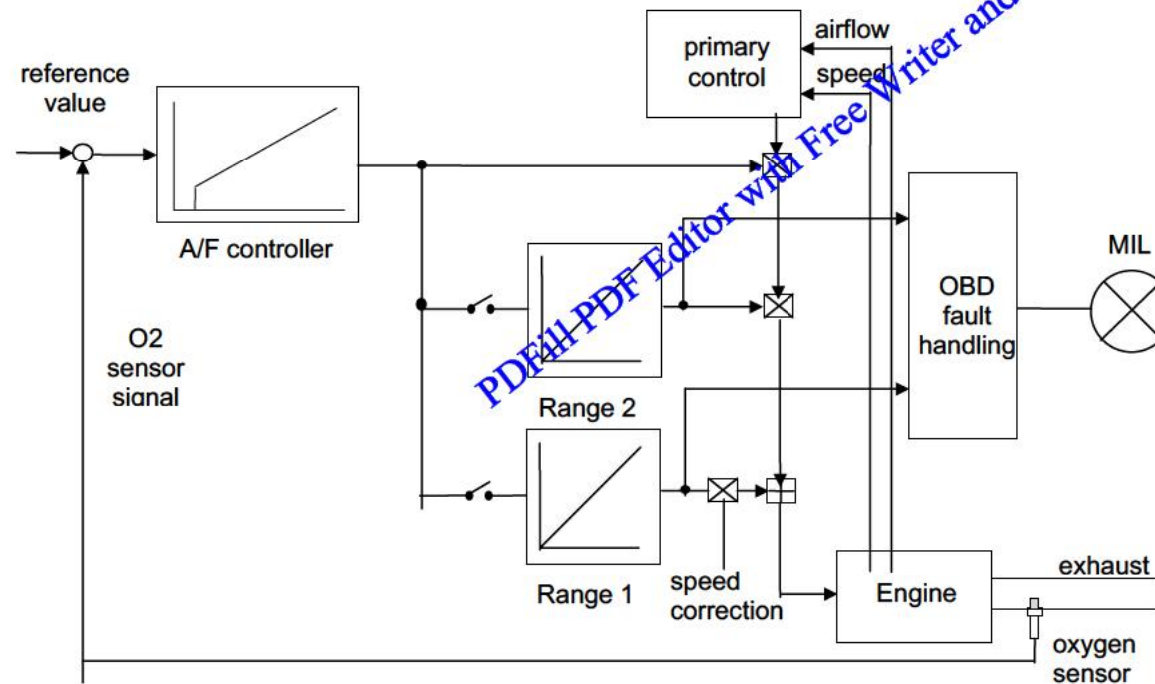 reference
value
A/F controller
O2
sensor
signal
primary
control
airflow
speed
Range 2
Range 1
speed
correction
OBD
fault
handling
MIL
Engine
exhaust
oxygen
sensor
PDFill PDF Editor with Free Writer and